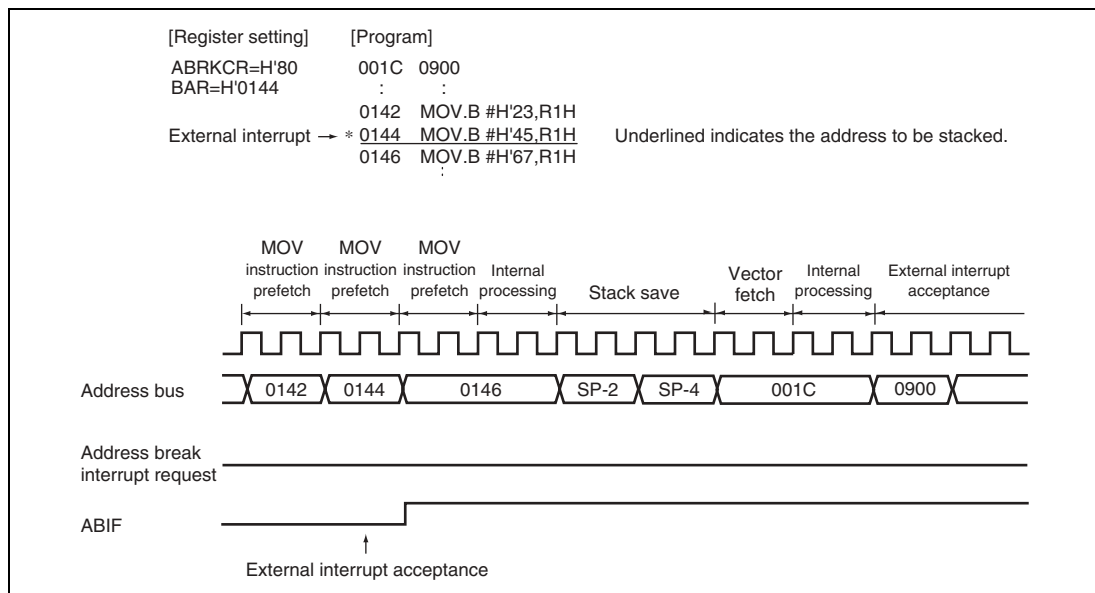 [Register setting] [Program]
ABRKCR=H'80 001C 0900
BAR=H'0144 : :
0142 MOV.B #H'23,R1H
External interrupt → * 0144 MOV.B #H'45,R1H Underlined indicates the address to be stacked.
0146 MOV.B #H'67,R1H
:
MOV MOV MOV
instruction instruction instruction Internal Vector Internal External interrupt
prefetch prefetch prefetch processing Stack save fetch processing acceptance
Address bus 0142 0144 0146 SP-2 SP-4 001C 0900
Address break
interrupt request
ABIF
External interrupt acceptance